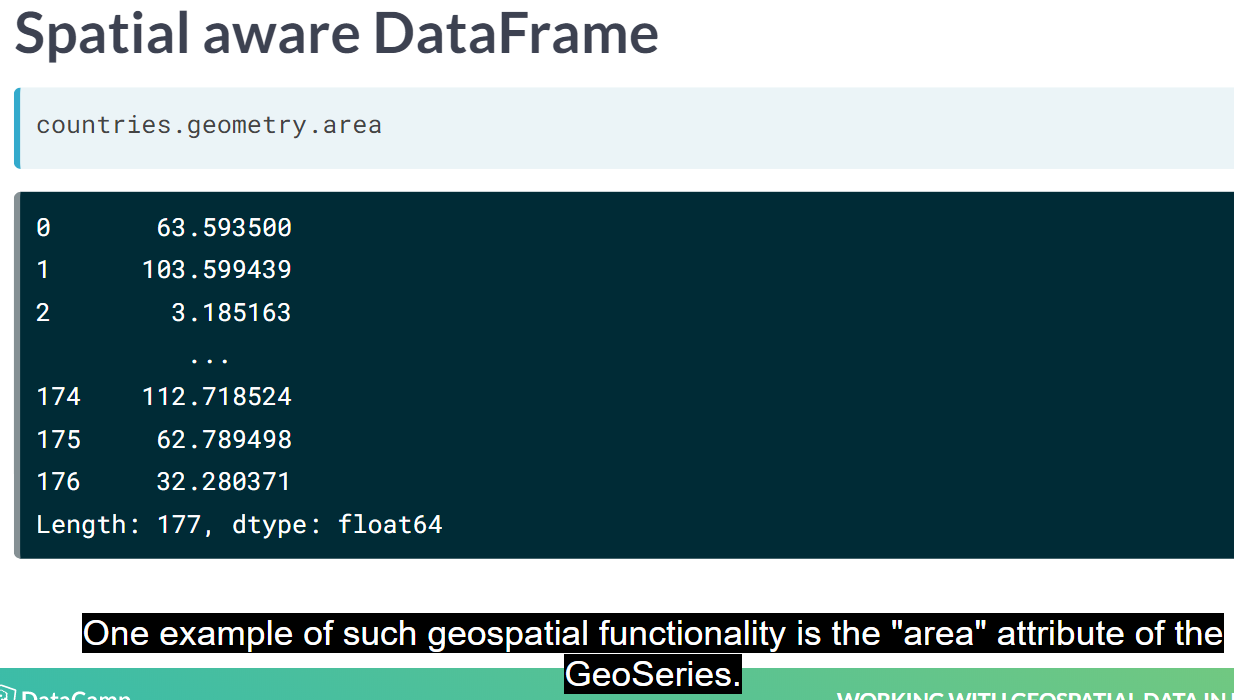 Spatial aware DataFrame
countries.geometry.area
0 63.593500
1 103.599439
2 3.185163
...
174 112.718524
175 62.789498
176 32.280371
Length: 177, dtype: float64
One example of such geospatial functionality is the "area" attribute of the
GeoSeries.
DataCamp
WORKING WITH GEOSPATIAL DATA IN